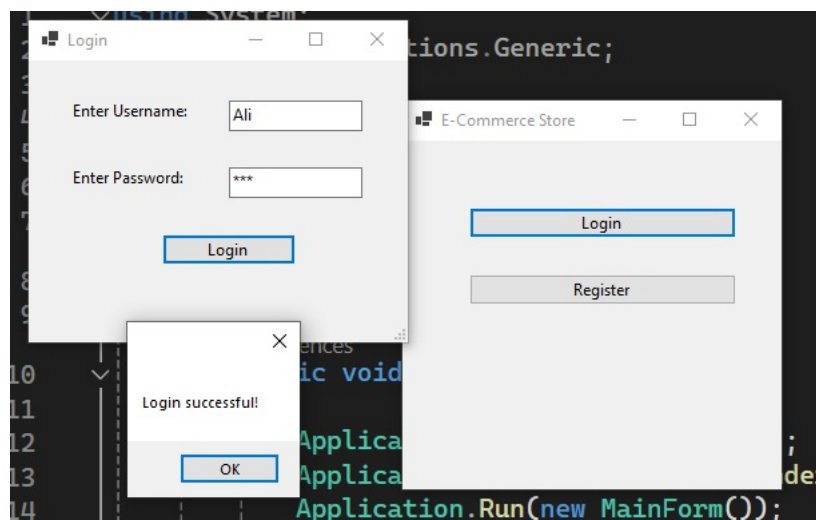 using System;
tions.Generic;
Login
Enter Username:
Ali
Enter Password:
***
Login
E-Commerce Store
Login
Register
Login successful!
OK
ences
ic void
Applica
;
Applica
Application.Run(new MainForm());
1
2
3
4
5
6
7
8
9
10
11
12
13
14